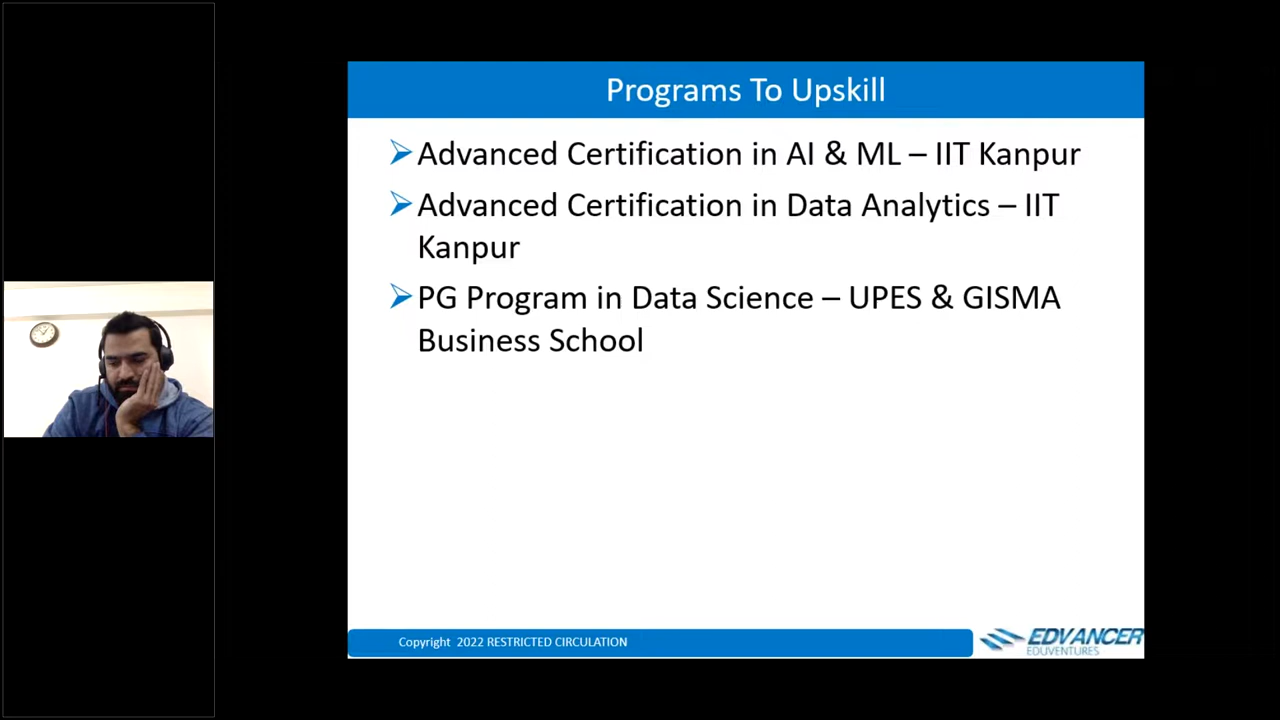 Programs To Upskill
Advanced Certification in AI & ML – IIT Kanpur
Advanced Certification in Data Analytics – IIT
Kanpur
PG Program in Data Science – UPES & GISMA
Business School
Copyright 2022 RESTRICTED CIRCULATION
EDVANCER
EDUVENTURES